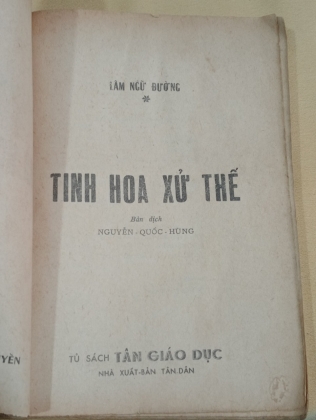 LÂM NGỮ ĐƯỜNG
*
TINH HOA XỬ THẾ
Bản dịch
NGUYỄN - QUỐC - HÙNG
TỦ SÁCH TÂN GIÁO DỤC
NHÀ XUẤT-BẢN TÂN-DÂN